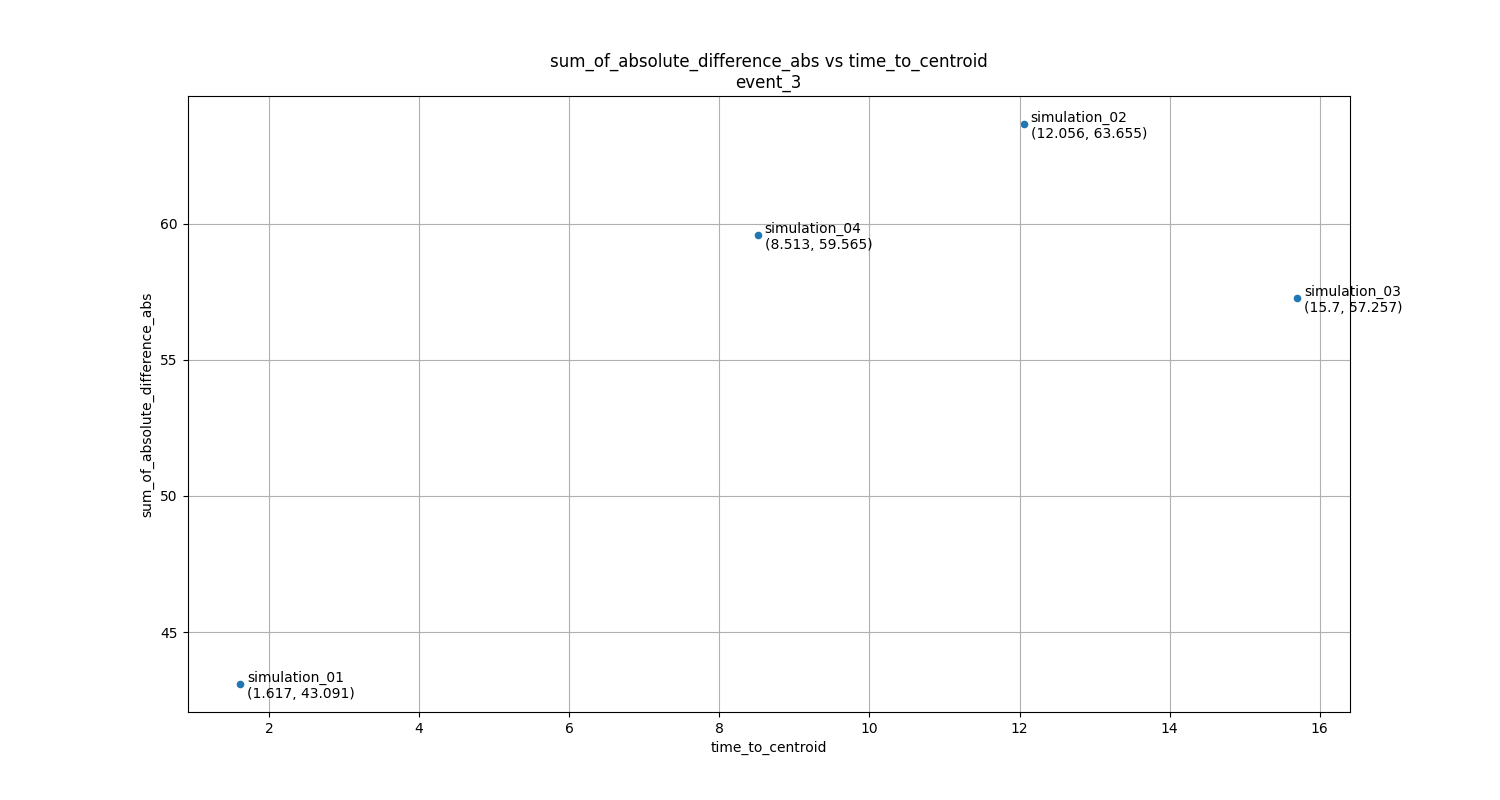 sum_of_absolute_difference_abs vs time_to_centroid
event_3
simulation_02
(12.056, 63.655)
60
simulation_04
(8.513, 59.565)
simulation_03
(15.7, 57.257)
55
sum_of_absolute_difference_abs
50
45
simulation_01
(1.617, 43.091)
2 4 6 8 10 12 14 16
time_to_centroid